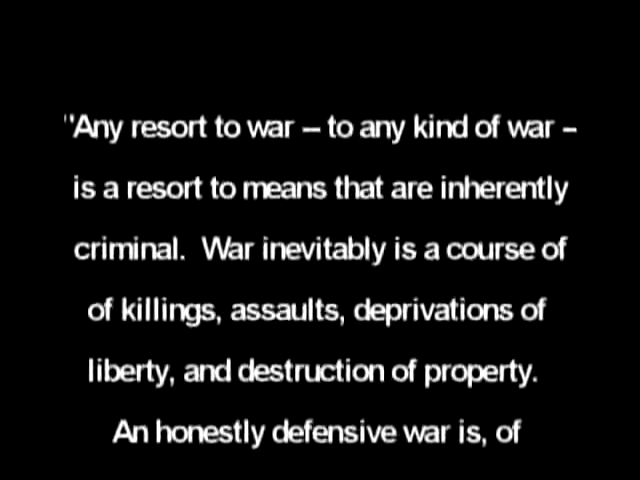 "Any resort to war – to any kind of war –
is a resort to means that are inherently
criminal.  War inevitably is a course of
of killings, assaults, deprivations of
liberty, and destruction of property.
An honestly defensive war is, of